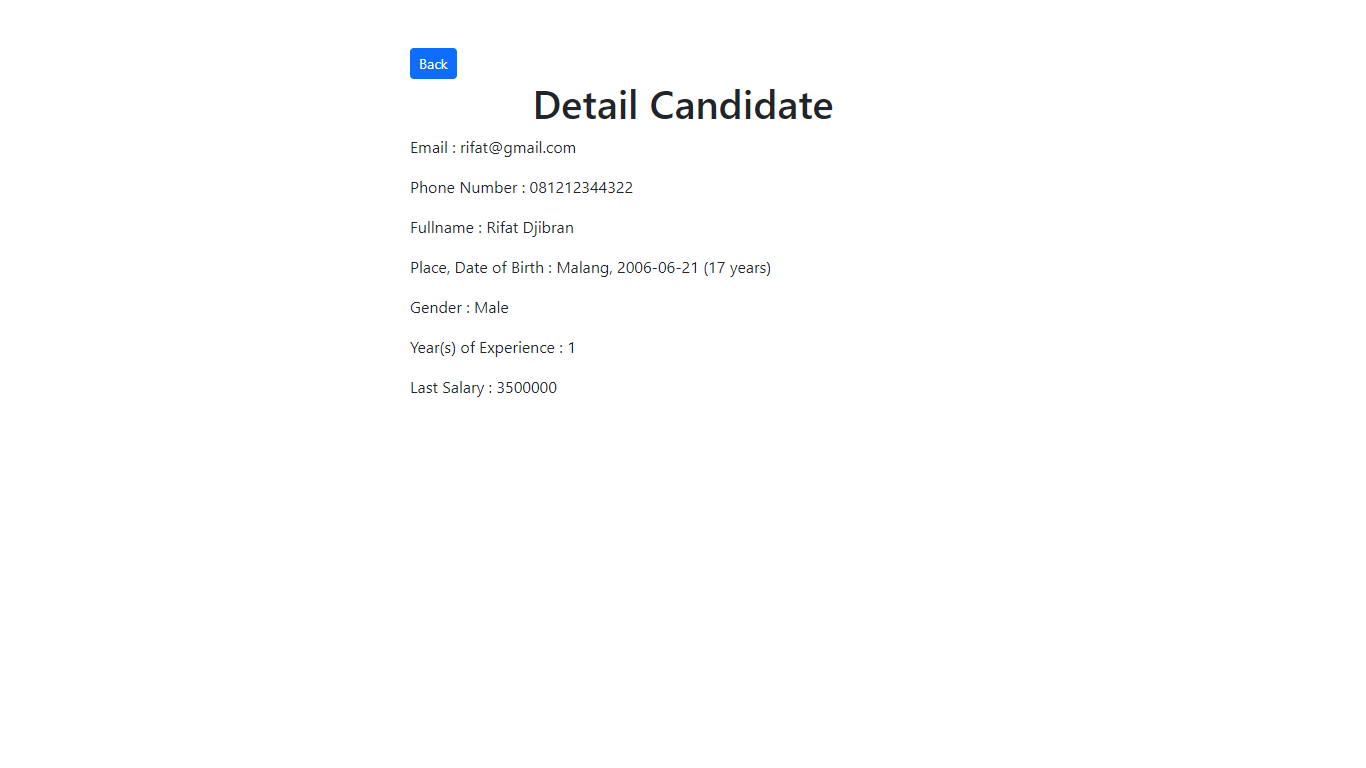 Back
Detail Candidate
Email : rifat@gmail.com
Phone Number : 081212344322
Fullname : Rifat Djibran
Place, Date of Birth : Malang, 2006-06-21 (17 years)
Gender : Male
Year(s) of Experience : 1
Last Salary : 3500000